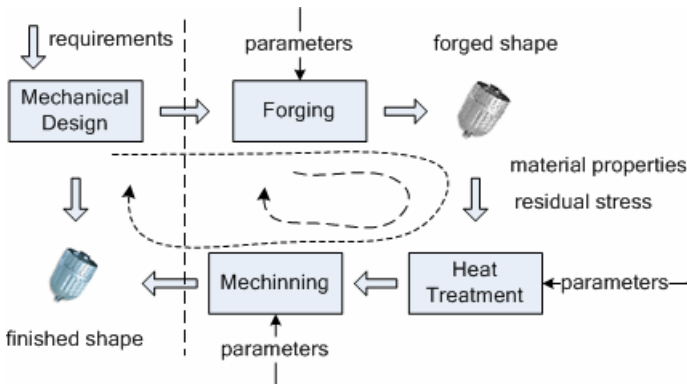 requirements
parameters
forged shape
Mechanical
Design
Forging
material properties
residual stress
Mechinning
Heat
Treatment
parameters
finished shape
parameters